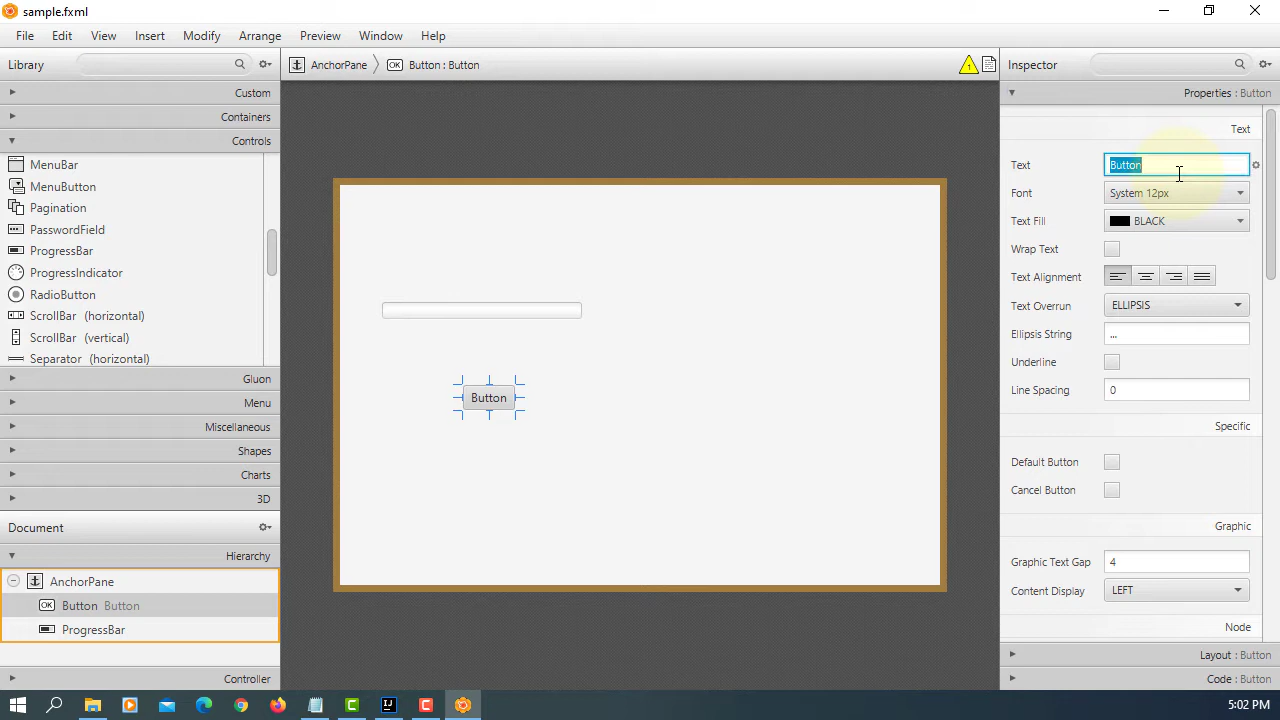 sample.fxml
File Edit View Insert Modify Arrange Preview Window Help
Library
Custom
Containers
Controls
MenuBar
MenuButton
Pagination
PasswordField
ProgressBar
ProgressIndicator
RadioButton
ScrollBar (horizontal)
ScrollBar (vertical)
Separator (horizontal)
Gluon
Menu
Miscellaneous
Shapes
Charts
3D
Document
Hierarchy
AnchorPane
OK Button Button
ProgressBar
Controller
AnchorPane OK Button : Button
1
Button
Inspector
Properties : Button
Text
Text Button
Font System 12px
Text Fill BLACK
Wrap Text
Text Alignment
Text Overrun ELLIPSIS
Ellipsis String ...
Underline
Line Spacing 0
Specific
Default Button
Cancel Button
Graphic
Graphic Text Gap 4
Content Display LEFT
Node
Layout : Button
Code : Button
5:02 PM